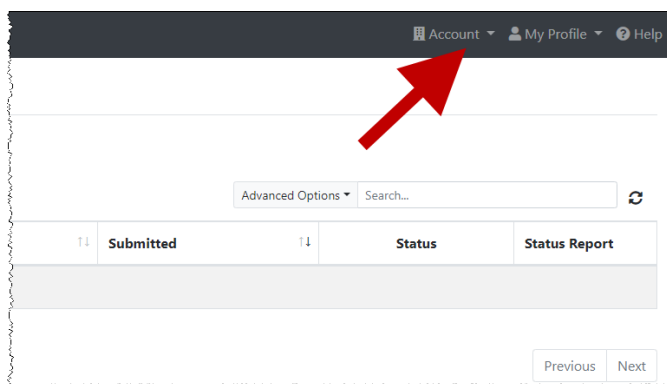 Account My Profile Help
Advanced Options Search...
Submitted Status Status Report
Previous Next